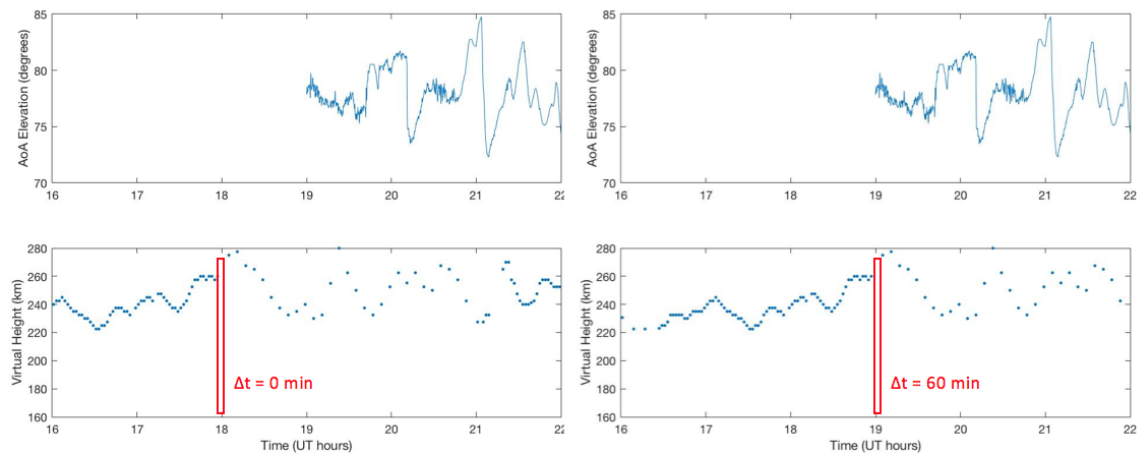 85
80
75
70
AoA Elevation (degrees)
16 17 18 19 20 21 22
85
80
75
70
AoA Elevation (degrees)
16 17 18 19 20 21 22
280
260
240
220
200
180
160
Virtual Height (km)
Δt = 0 min
16 17 18 19 20 21 22
Time (UT hours)
280
260
240
220
200
180
160
Virtual Height (km)
Δt = 60 min
16 17 18 19 20 21 22
Time (UT hours)